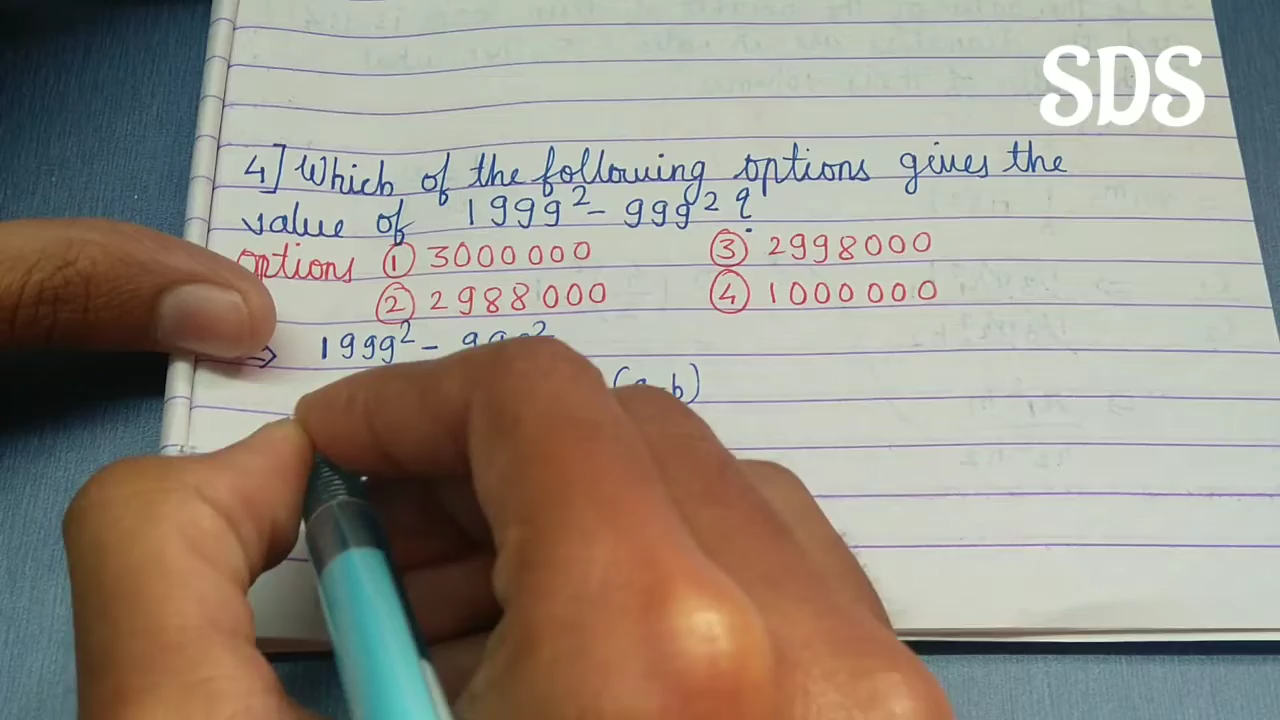 SDS
4] Which of the following options gives the
value of 1999² - 999² ?
options ① 3000000 ③ 2998000
② 2988000 ④ 1000000
⇒ 1999² - 999²
(a-b)